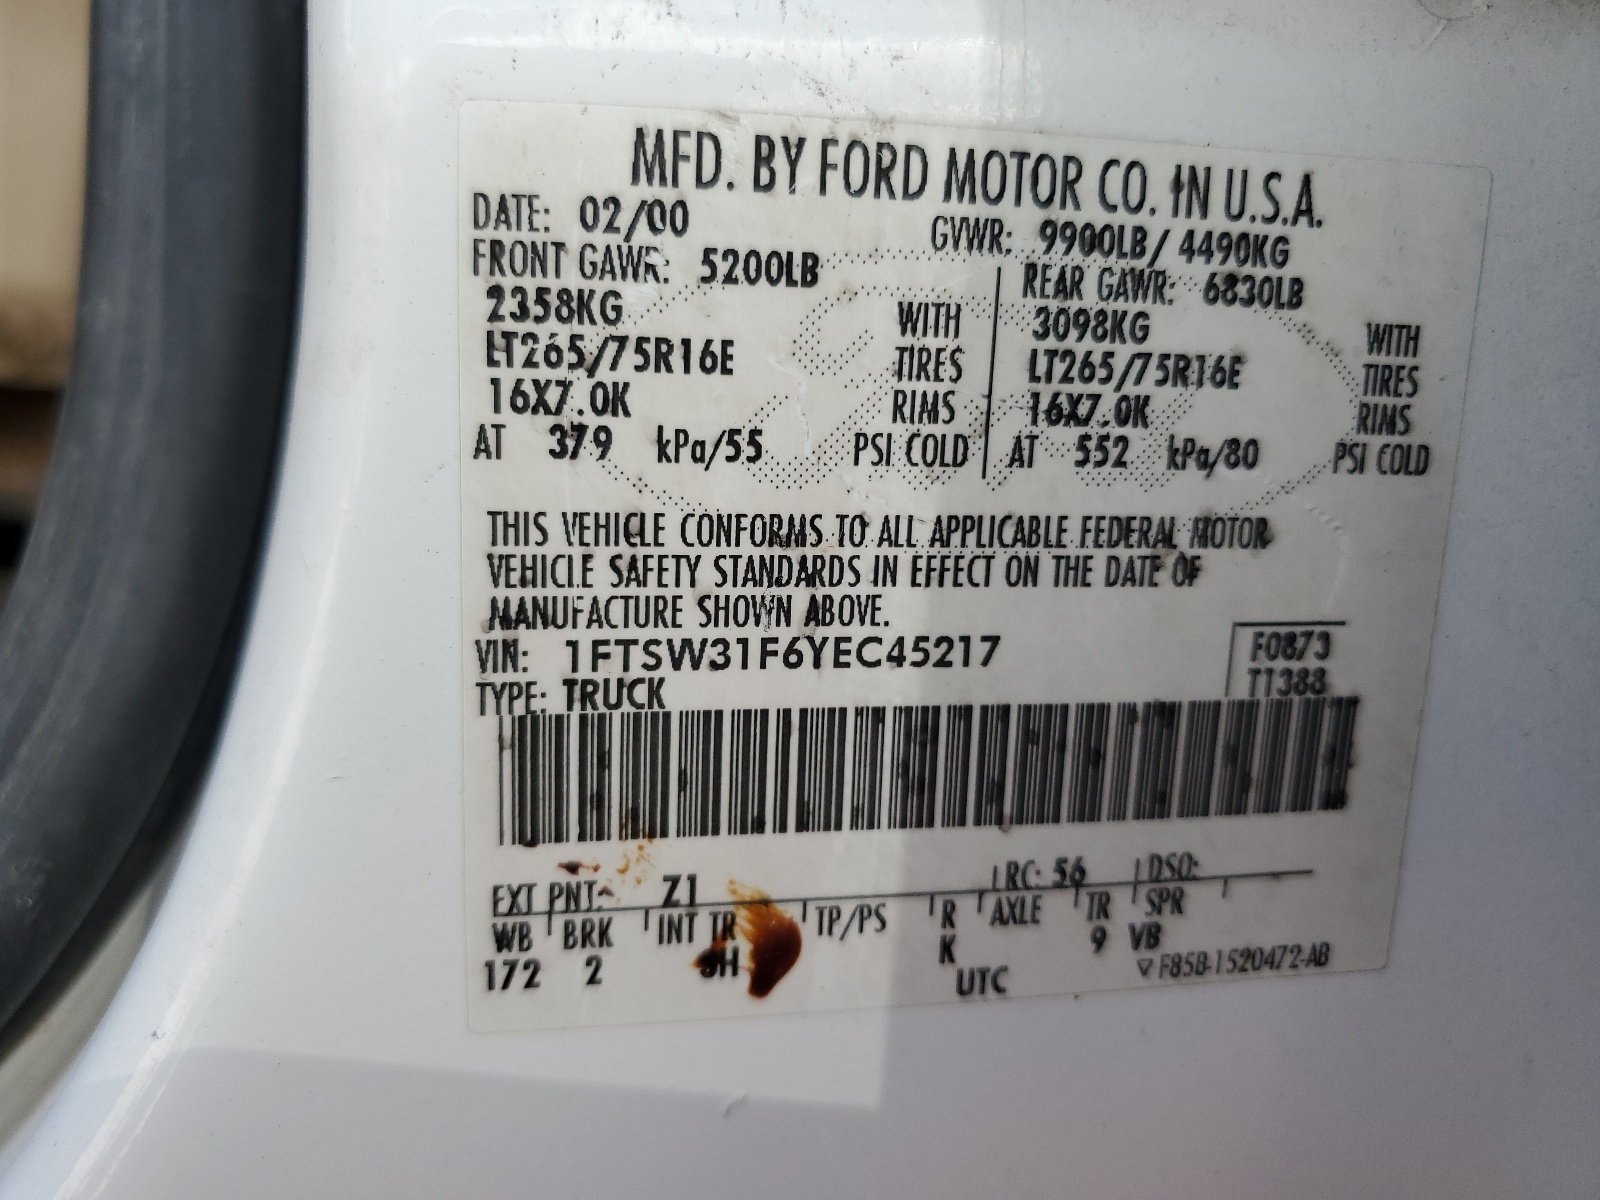 MFD. BY FORD MOTOR CO. IN U.S.A.
DATE: 02/00 GVWR: 9900LB/ 4490KG
FRONT GAWR: 5200LB REAR GAWR: 6830LB
2358KG WITH 3098KG WITH
LT265/75R16E TIRES LT265/75R16E TIRES
16X7.0K RIMS 16X7.0K RIMS
AT 379 kPa/55 PSI COLD AT 552 kPa/80 PSI COLD
THIS VEHICLE CONFORMS TO ALL APPLICABLE FEDERAL MOTOR
VEHICLE SAFETY STANDARDS IN EFFECT ON THE DATE OF
MANUFACTURE SHOWN ABOVE.
VIN: 1FTSW31F6YEC45217 F0873
TYPE: TRUCK T1388
EXT PNT: Z1 RC: 56 DSO:
WB BRK INT TR TP/PS R AXLE TR SPR
172 2 K 9 VB
UTC ▽ F85B-1520472-AB